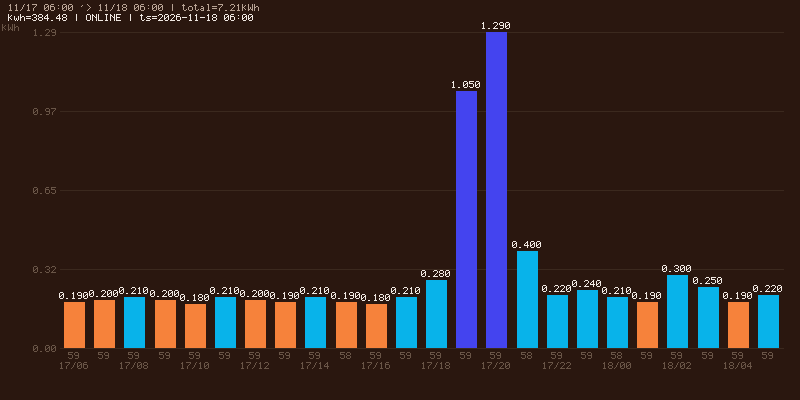 11/17 06:00 -> 11/18 06:00 | total=7.21kWh
Kwh=384.48 | ONLINE | ts=2026-11-18 06:00
kWh
1.29
0.97
0.65
0.32
0.00
0.190 0.200 0.210 0.200 0.180 0.210 0.200 0.190 0.210 0.190 0.180 0.210 0.280 1.050 1.290 0.400 0.220 0.240 0.210 0.190 0.300 0.250 0.190 0.220
59 59 59 59 59 59 59 59 59 58 59 59 59 59 59 58 59 59 58 59 59 59 59 59
17/06 17/08 17/10 17/12 17/14 17/16 17/18 17/20 17/22 18/00 18/02 18/04